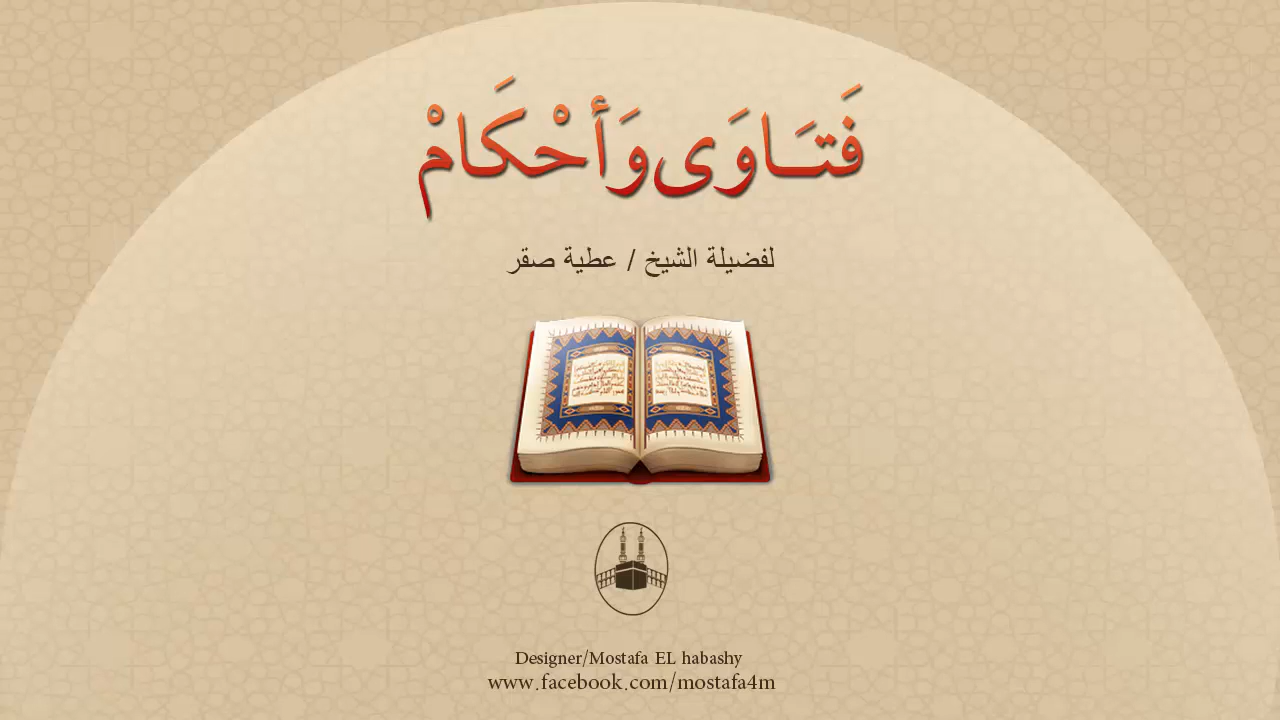 فَتَاوَى وَأَحْكَامْ
لفضيلة الشيخ / عطية صقر
Designer/Mostafa EL habashy
www.facebook.com/mostafa4m